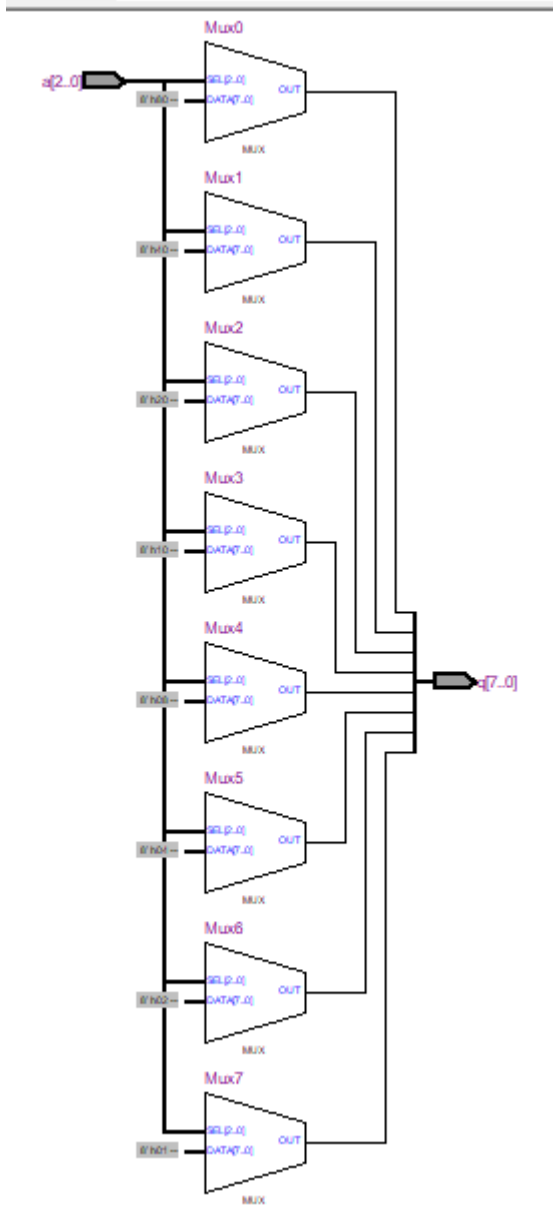 Mux0
a[2..0]
SEL[2..0]
OUT
8'h80--
DATA[7..0]
MUX
Mux1
SEL[2..0]
OUT
8'h40--
DATA[7..0]
MUX
Mux2
SEL[2..0]
OUT
8'h20--
DATA[7..0]
MUX
Mux3
SEL[2..0]
OUT
8'h10--
DATA[7..0]
MUX
Mux4
SEL[2..0]
OUT
q[7..0]
8'h08--
DATA[7..0]
MUX
Mux5
SEL[2..0]
OUT
8'h04--
DATA[7..0]
MUX
Mux6
SEL[2..0]
OUT
8'h02--
DATA[7..0]
MUX
Mux7
SEL[2..0]
OUT
8'h01--
DATA[7..0]
MUX